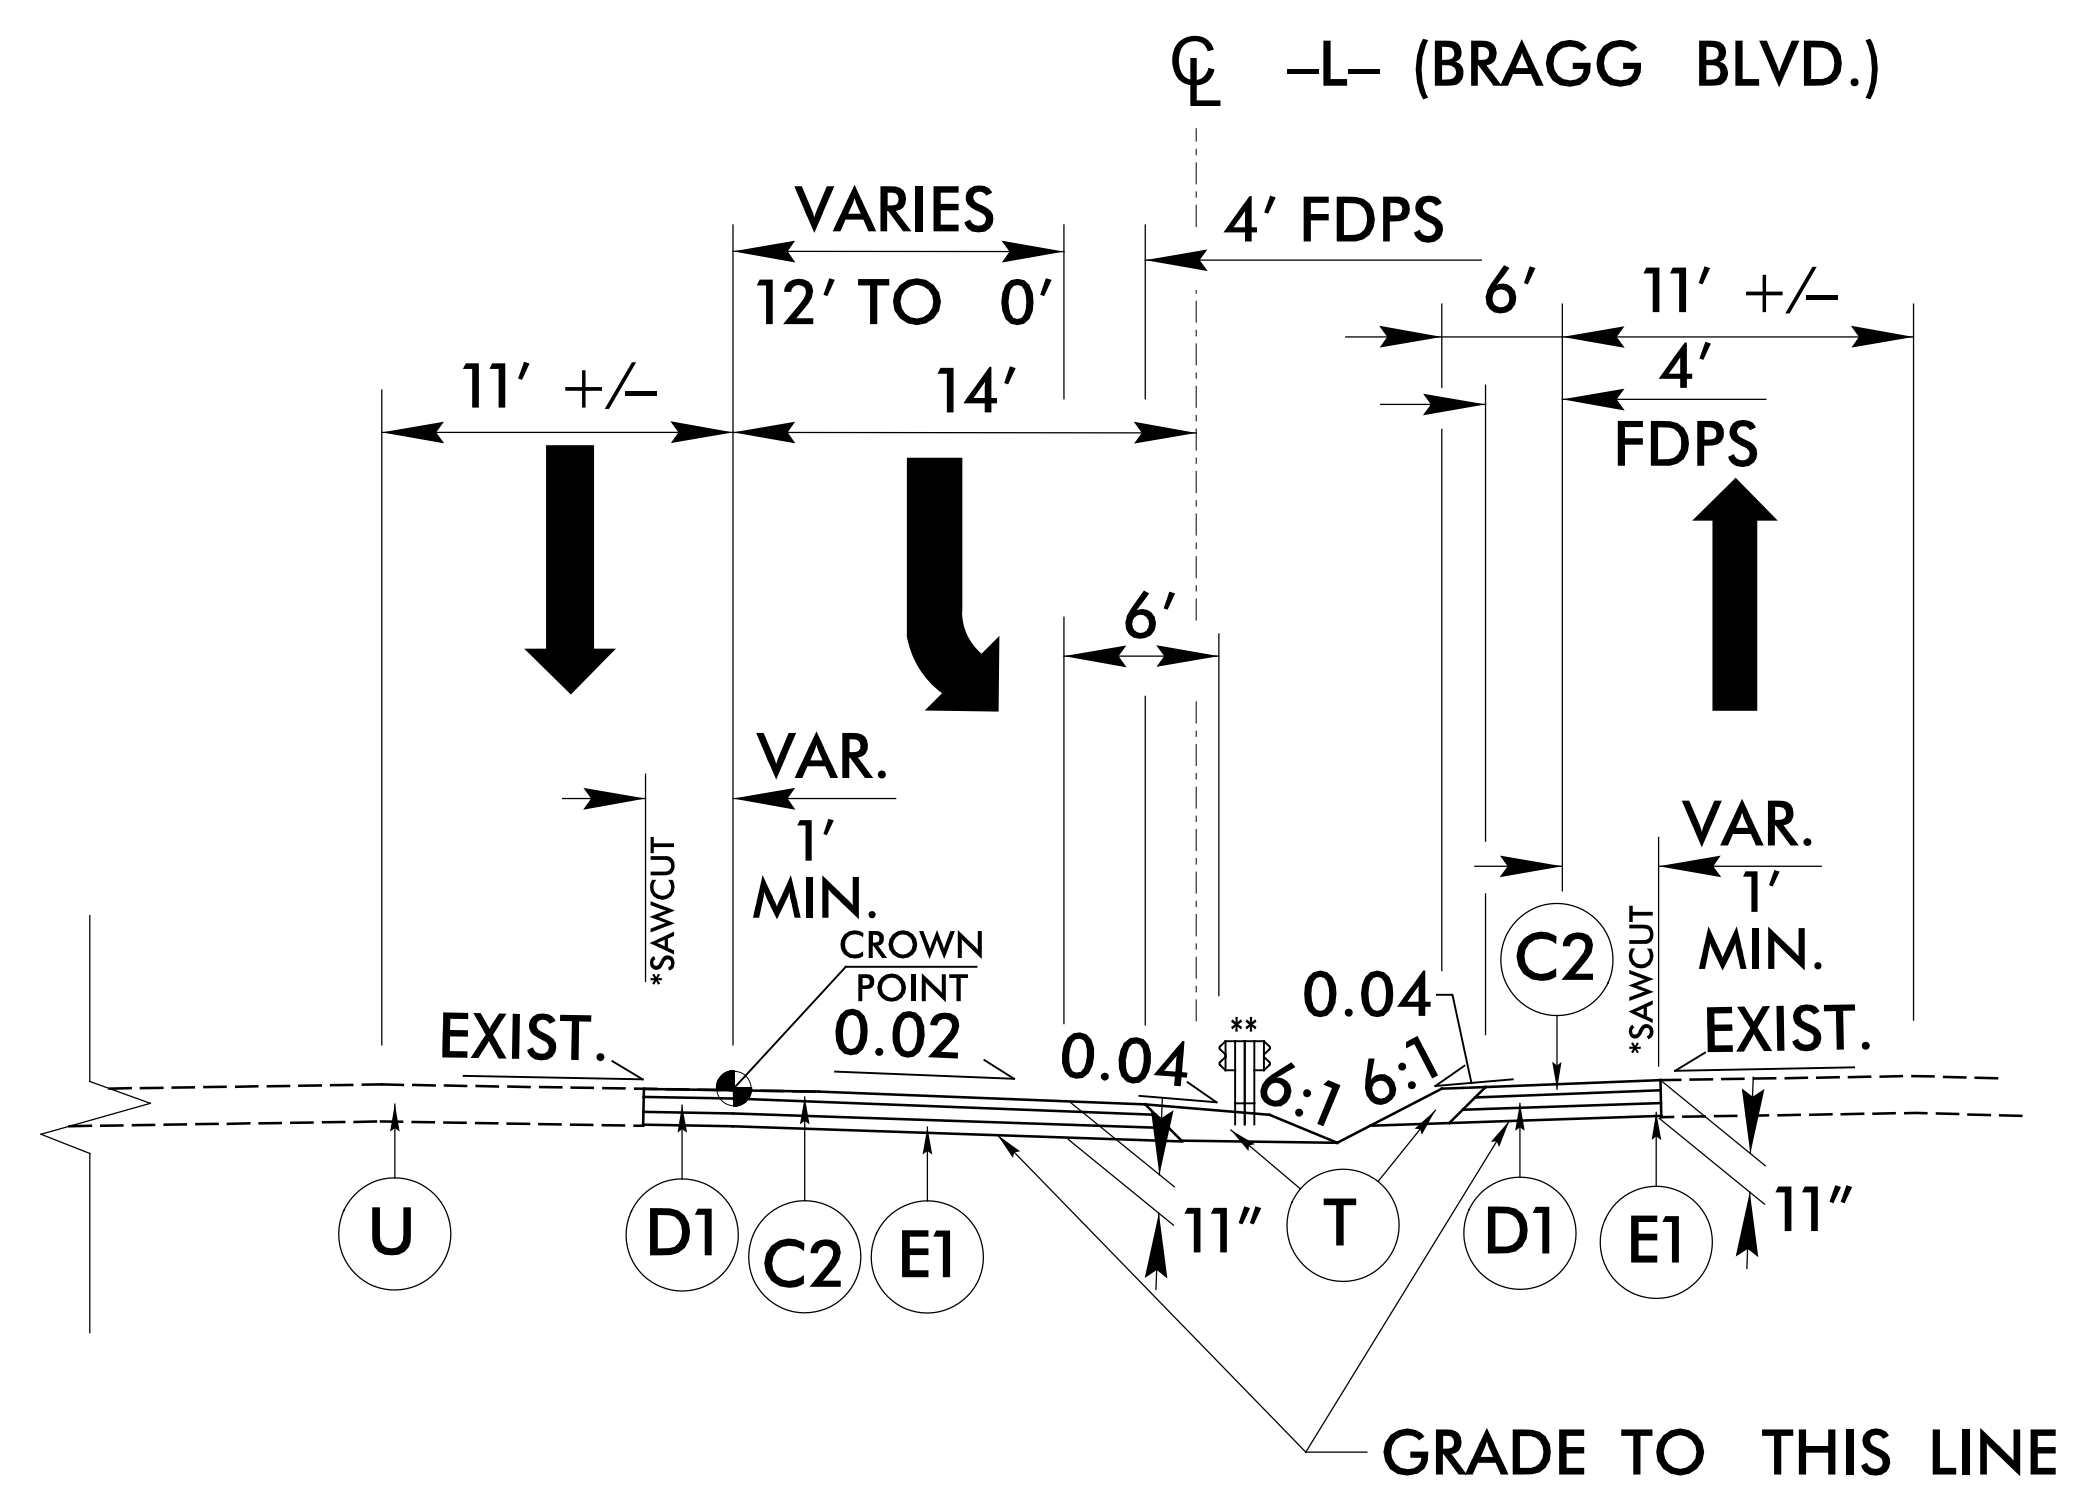 ℄ –L– (BRAGG BLVD.)
VARIES
12' TO 0'
4' FDPS
6'
11' +/–
4'
FDPS
11' +/–
14'
6'
VAR.
1'
MIN.
*SAWCUT
CROWN
POINT
VAR.
1'
MIN.
*SAWCUT
C2
EXIST.
0.02
0.04
**
6:1
6:1
0.04
EXIST.
U
D1
C2
E1
11"
T
D1
E1
11"
GRADE TO THIS LINE